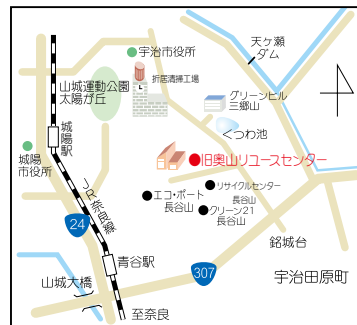 天ヶ瀬
ダム
宇治市役所
折居清掃工場
山城運動公園
太陽が丘
グリーンヒル
三郷山
くつわ池
城陽駅
城陽
市役所
旧奥山リユースセンター
JR奈良線
リサイクルセンター
長谷山
エコ・ポート
長谷山
クリーン21
長谷山
24
銘城台
青谷駅
307
宇治田原町
山城大橋
至奈良